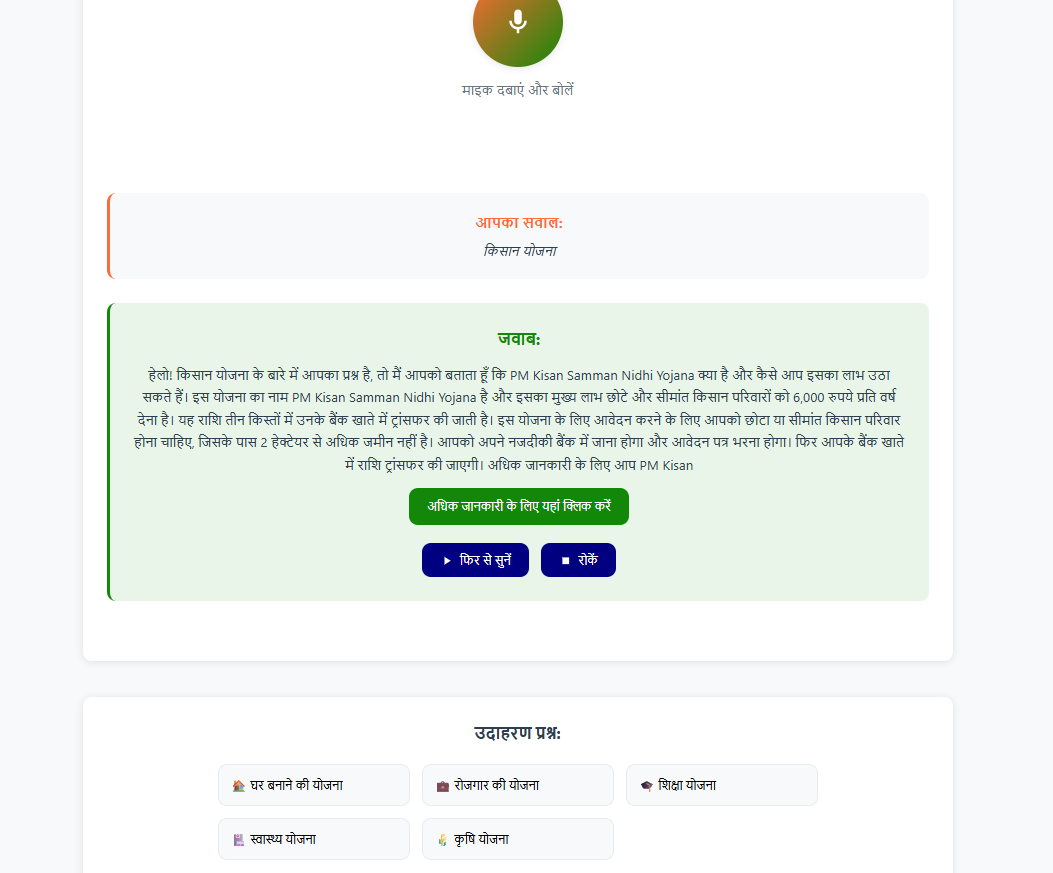 माइक दबाएं और बोलें
आपका सवाल:
किसान योजना
जवाब:
हेलो! किसान योजना के बारे में आपका प्रश्न है, तो मैं आपको बताता हूँ कि PM Kisan Samman Nidhi Yojana क्या है और कैसे आप इसका लाभ उठा
सकते हैं। इस योजना का नाम PM Kisan Samman Nidhi Yojana है और इसका मुख्य लाभ छोटे और सीमांत किसान परिवारों को 6,000 रुपये प्रति वर्ष
देना है। यह राशि तीन किस्तों में उनके बैंक खाते में ट्रांसफर की जाती है। इस योजना के लिए आवेदन करने के लिए आपको छोटा या सीमांत किसान परिवार
होना चाहिए, जिसके पास 2 हेक्टेयर से अधिक जमीन नहीं है। आपको अपने नजदीकी बैंक में जाना होगा और आवेदन पत्र भरना होगा। फिर आपके बैंक खाते
में राशि ट्रांसफर की जाएगी। अधिक जानकारी के लिए आप PM Kisan
अधिक जानकारी के लिए यहां क्लिक करें
फिर से सुनें रोकें
उदाहरण प्रश्न:
घर बनाने की योजना रोजगार की योजना शिक्षा योजना
स्वास्थ्य योजना कृषि योजना